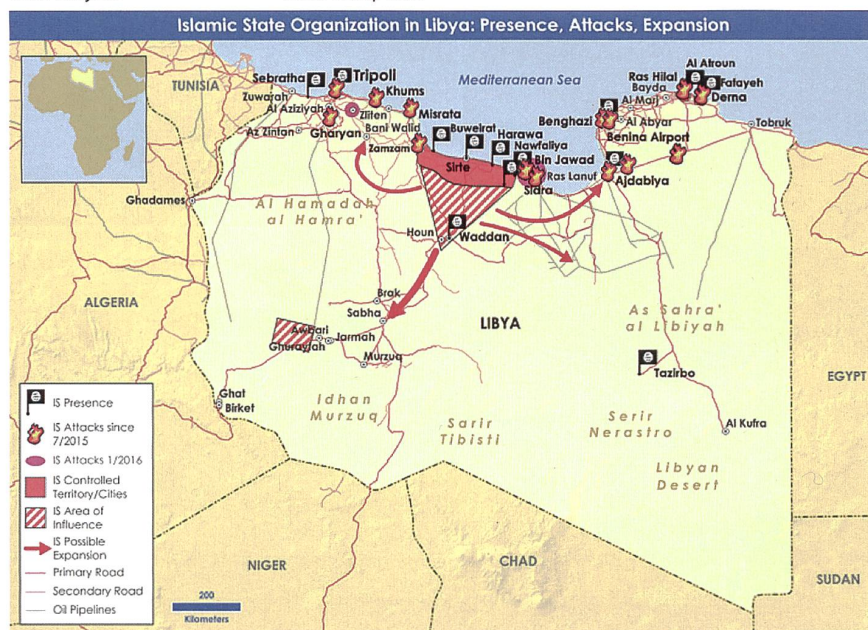 Islamic State Organization in Libya: Presence, Attacks, Expansion
Mediterranean Sea
TUNISIA
Sebratha
Tripoli
Zuwarah
Al Aziziyah
Khums
Zliten
Misrata
Az Zintan
Gharyan
Bani Walid
Zamzam
Buweirat
Harawa
Nawfaliya
Sirte
Bin Jawad
Ras Lanuf
Sidra
Al Atroun
Ras Hilal
Fatayeh
Bayda
Derna
Al Marj
Benghazi
Al Abyar
Benina Airport
Tobruk
Ajdabiya
Ghadames
Al Hamadah
al Hamra'
Houn
Waddan
ALGERIA
Brak
Sabha
LIBYA
As Sahra'
al Libiyah
Awbari
Jarmah
Ghurayfah
Murzuq
Tazirbo
EGYPT
Ghat
Birket
Idhan
Murzuq
Sarir
Tibisti
Serir
Nerastro
Al Kufra
Libyan
Desert
IS Presence
IS Attacks since
7/2015
IS Attacks 1/2016
IS Controlled
Territory/Cities
IS Area of
Influence
IS Possible
Expansion
Primary Road
Secondary Road
Oil Pipelines
200
Kilometers
NIGER
CHAD
SUDAN